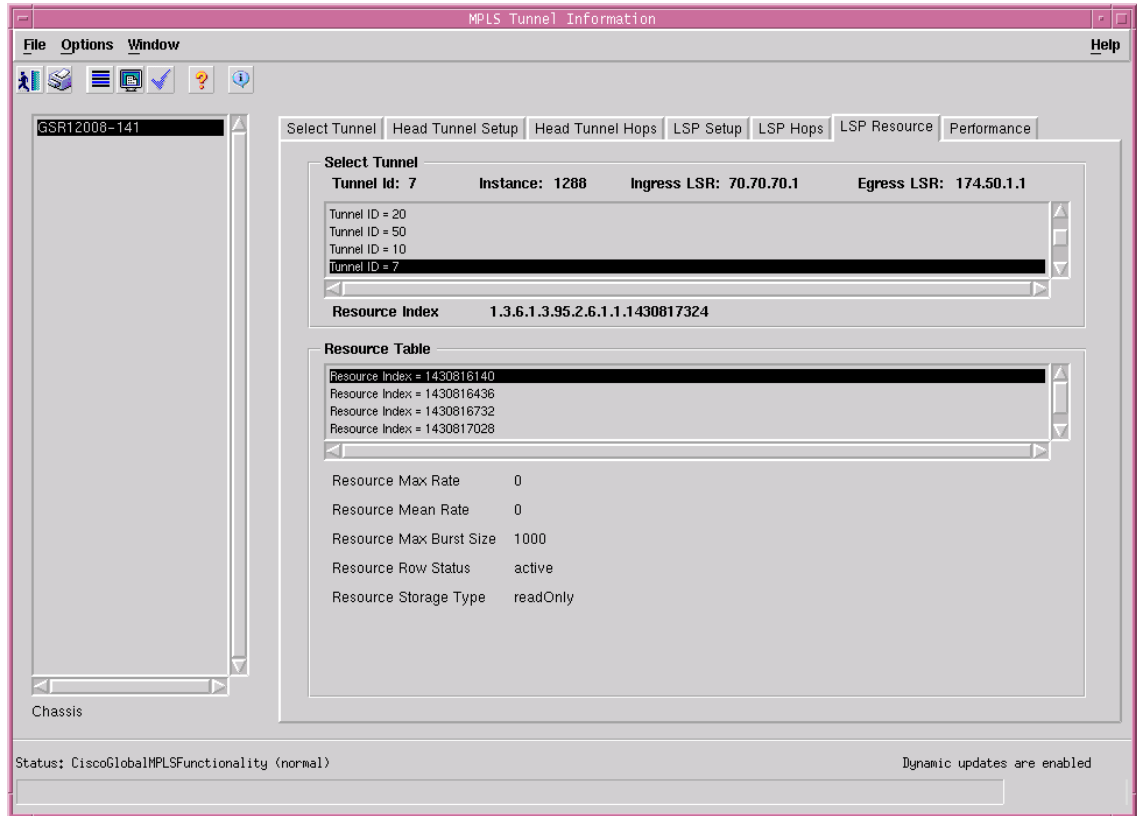 MPLS Tunnel Information
File Options Window Help
GSR12008-141
Select Tunnel Head Tunnel Setup Head Tunnel Hops LSP Setup LSP Hops LSP Resource Performance
Select Tunnel
Tunnel Id: 7 Instance: 1288 Ingress LSR: 70.70.70.1 Egress LSR: 174.50.1.1
Tunnel ID = 20
Tunnel ID = 50
Tunnel ID = 10
Tunnel ID = 7
Resource Index 1.3.6.1.3.95.2.6.1.1.1430817324
Resource Table
Resource Index = 1430816140
Resource Index = 1430816436
Resource Index = 1430816732
Resource Index = 1430817028
Resource Max Rate 0
Resource Mean Rate 0
Resource Max Burst Size 1000
Resource Row Status active
Resource Storage Type readOnly
Chassis
Status: CiscoGlobalMPLSFunctionality (normal) Dynamic updates are enabled